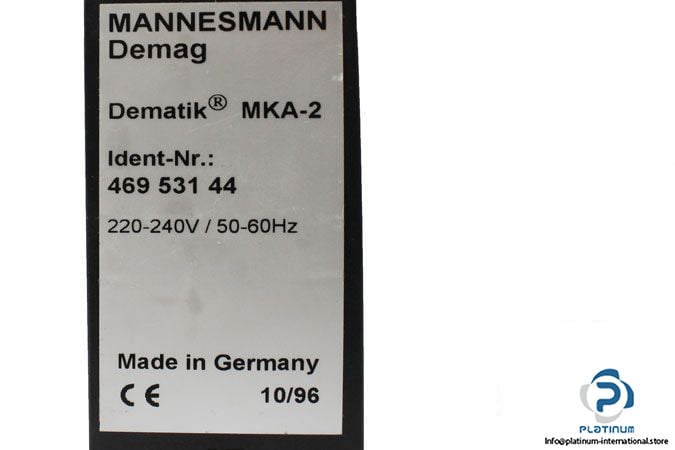 MANNESMANN
Demag
Dematik® MKA-2
Ident-Nr.:
469 531 44
220-240V / 50-60Hz
Made in Germany
CE 10/96
PLATINUM
Info@platinum-international.store